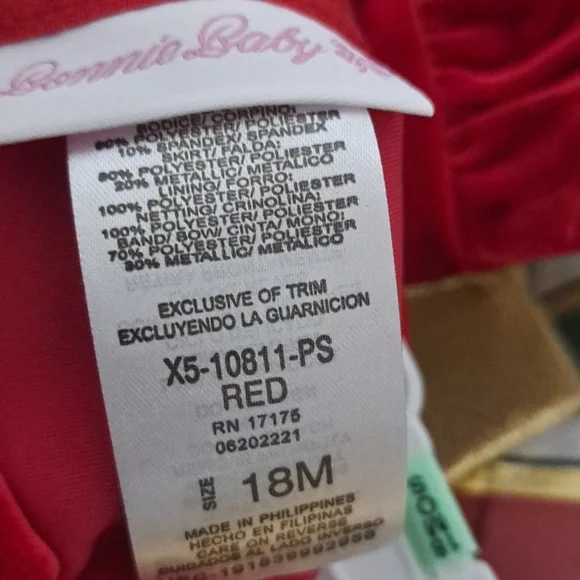 Bonnie Baby
BODICE/CORPINO:
90% POLYESTER/POLIESTER
10% SPANDEX/SPANDEX
SKIRT/FALDA:
80% POLYESTER/POLIESTER
20% METALLIC/METALICO
LINING/FORRO:
100% POLYESTER/POLIESTER
NETTING/CRINOLINA:
100% POLYESTER/POLIESTER
BAND/BOW/CINTA/MONO:
70% POLYESTER/POLIESTER
30% METALLIC/METALICO
EXCLUSIVE OF TRIM
EXCLUYENDO LA GUARNICION
X5-10811-PS
RED
RN 17175
06202221
SIZE 18M
MADE IN PHILIPPINES
HECHO EN FILIPINAS
CARE ON REVERSE
CUIDADOS AL LADO INVERSO